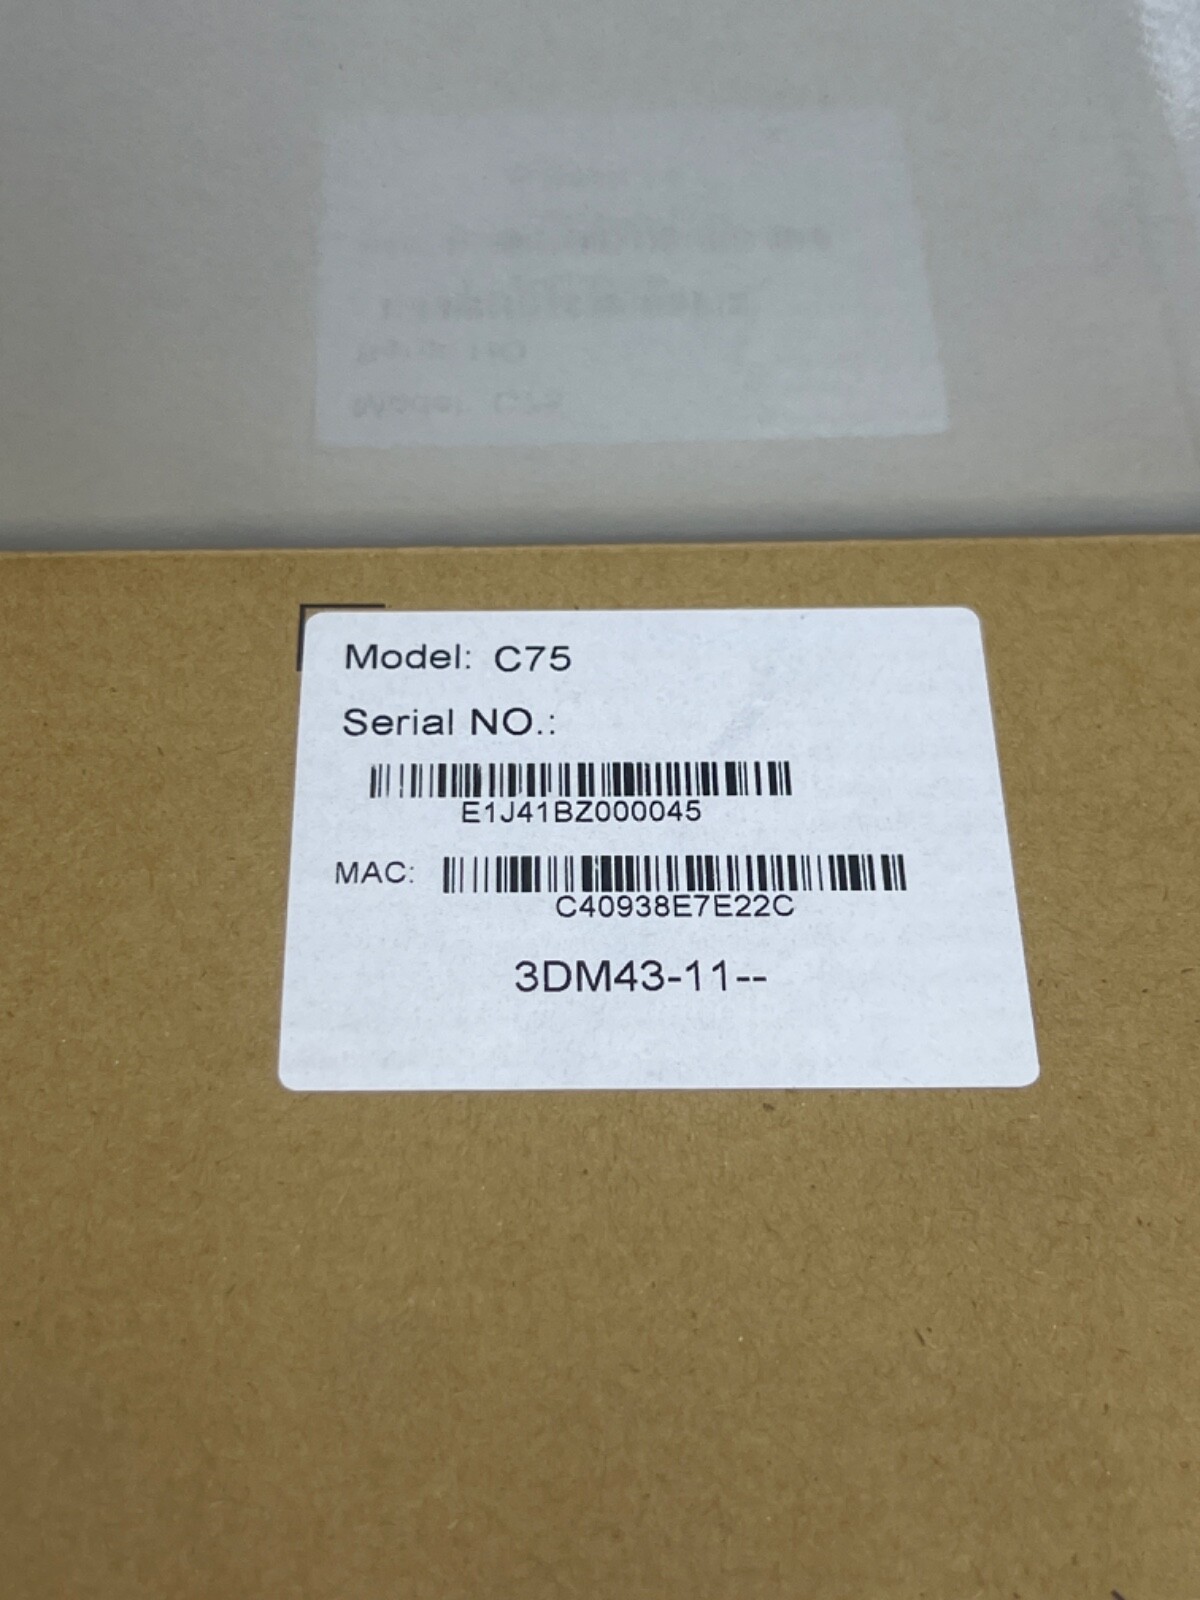 Model: C75
Serial NO.:
E1J41BZ000045
MAC:
C40938E7E22C
3DM43-11--